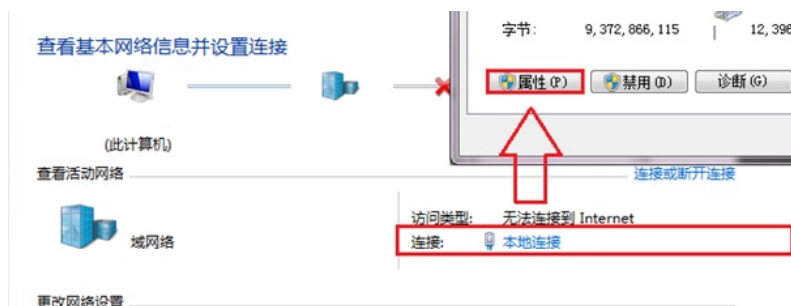 字节: 9,372,866,115 12,396
查看基本网络信息并设置连接
属性(P) 禁用(D) 诊断(G)
(此计算机)
查看活动网络 连接或断开连接
访问类型: 无法连接到 Internet
域网络
连接: 本地连接
更改网络设置